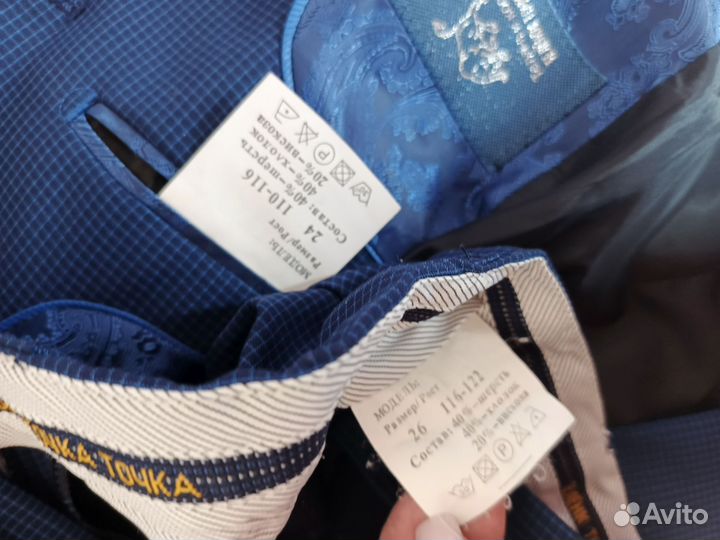 МОДЕЛЬ:
Размер/Рост
24 110-116
Состав: 40%-шерсть
40%-хлопок
20%-вискоза
МОДЕЛЬ:
Размер/Рост
26 116-122
Состав: 40%-шерсть
40%-хлопок
20%-вискоза
ТОЧКА
Avito